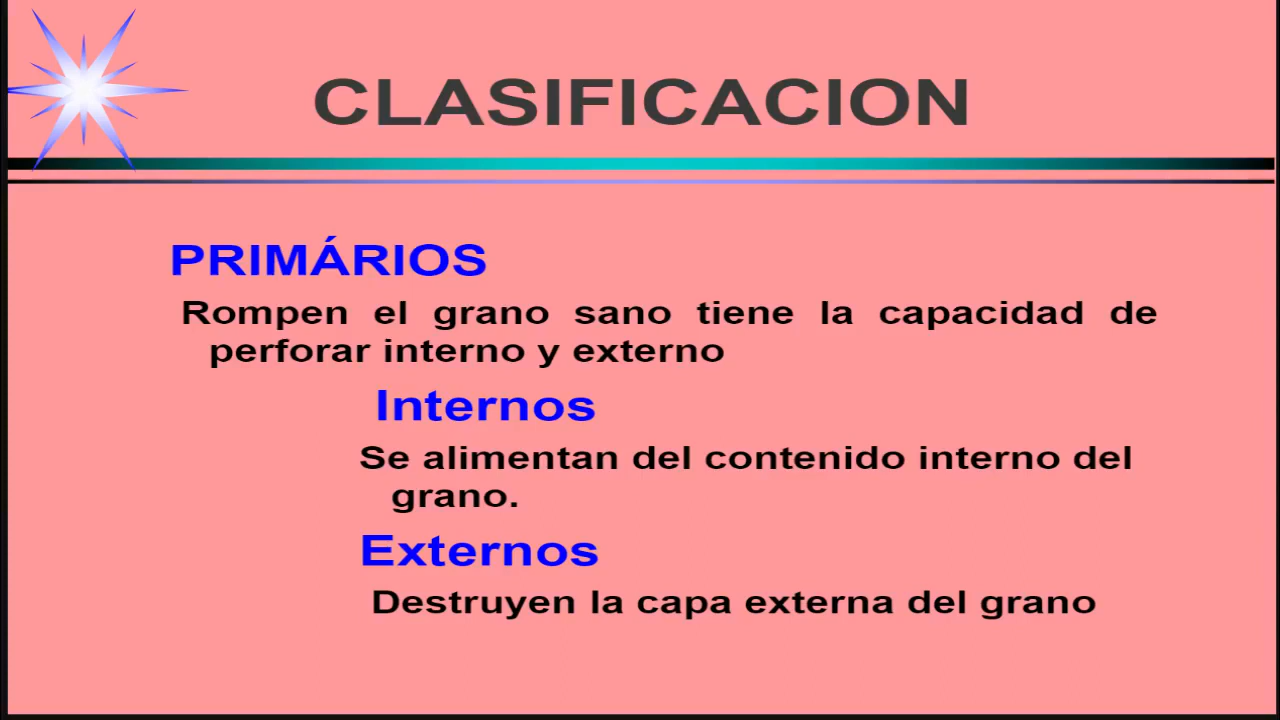 CLASIFICACION
PRIMÁRIOS
Rompen el grano sano tiene la capacidad de
perforar interno y externo
Internos
Se alimentan del contenido interno del
grano.
Externos
Destruyen la capa externa del grano